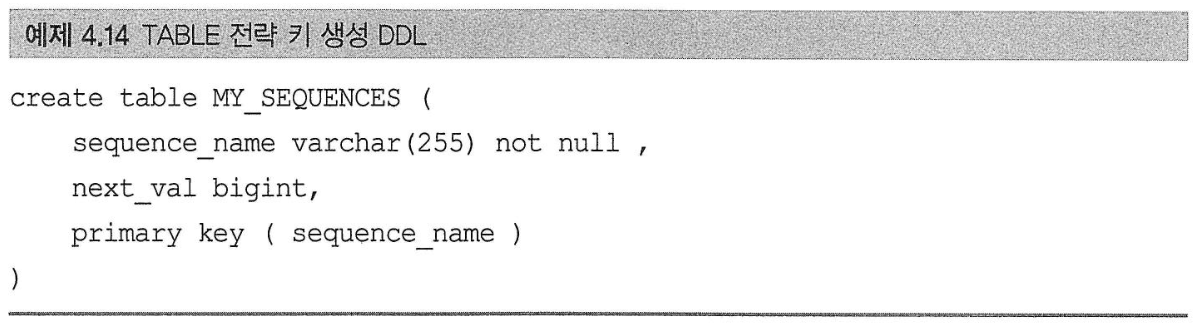 예제 4.14 TABLE 전략 키 생성 DDL
create table MY_SEQUENCES (
    sequence_name varchar(255) not null ,
    next_val bigint,
    primary key ( sequence_name )
)